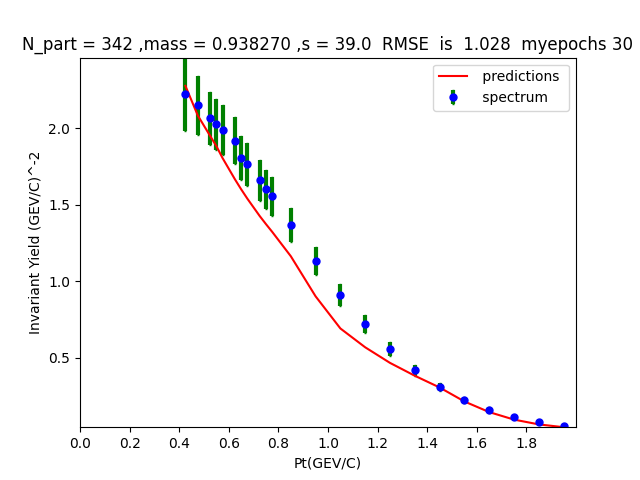 N_part = 342 ,mass = 0.938270 ,s = 39.0  RMSE  is  1.028  myepochs 30
predictions
spectrum
Invariant Yield (GEV/C)^-2
2.0
1.5
1.0
0.5
0.0 0.2 0.4 0.6 0.8 1.0 1.2 1.4 1.6 1.8
Pt(GEV/C)